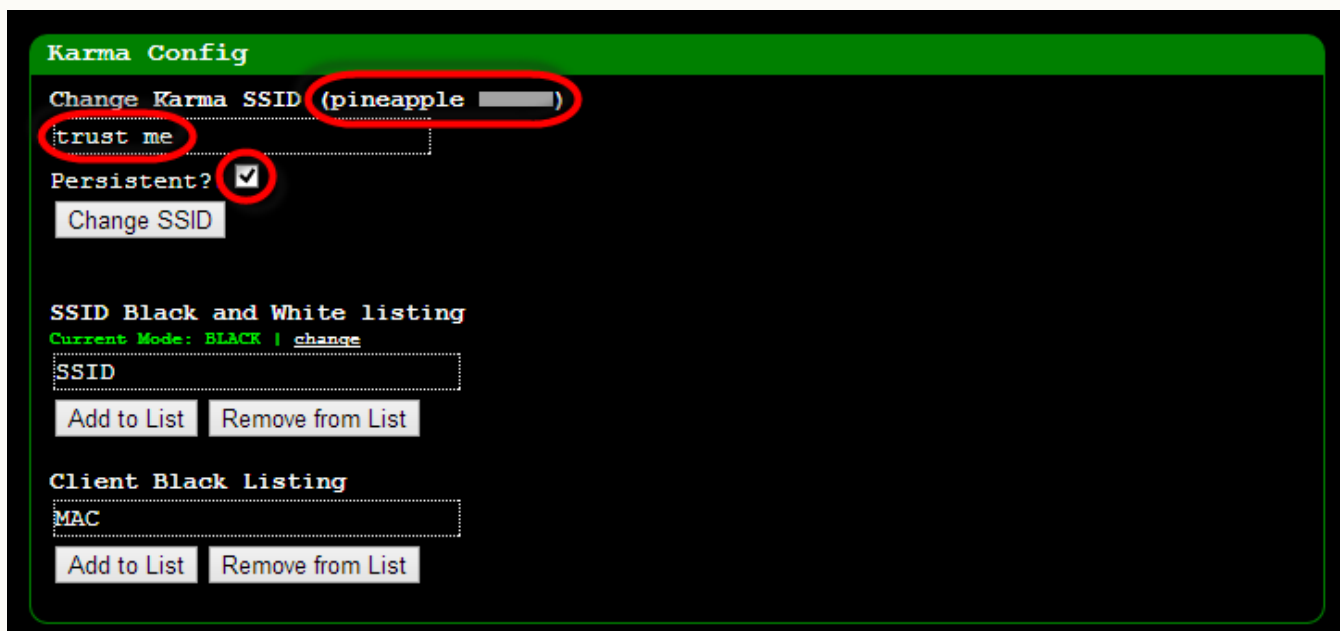 Karma Config
Change Karma SSID (pineapple )
trust me
Persistent?
Change SSID
SSID Black and White listing
Current Mode: BLACK | change
SSID
Add to List Remove from List
Client Black Listing
MAC
Add to List Remove from List